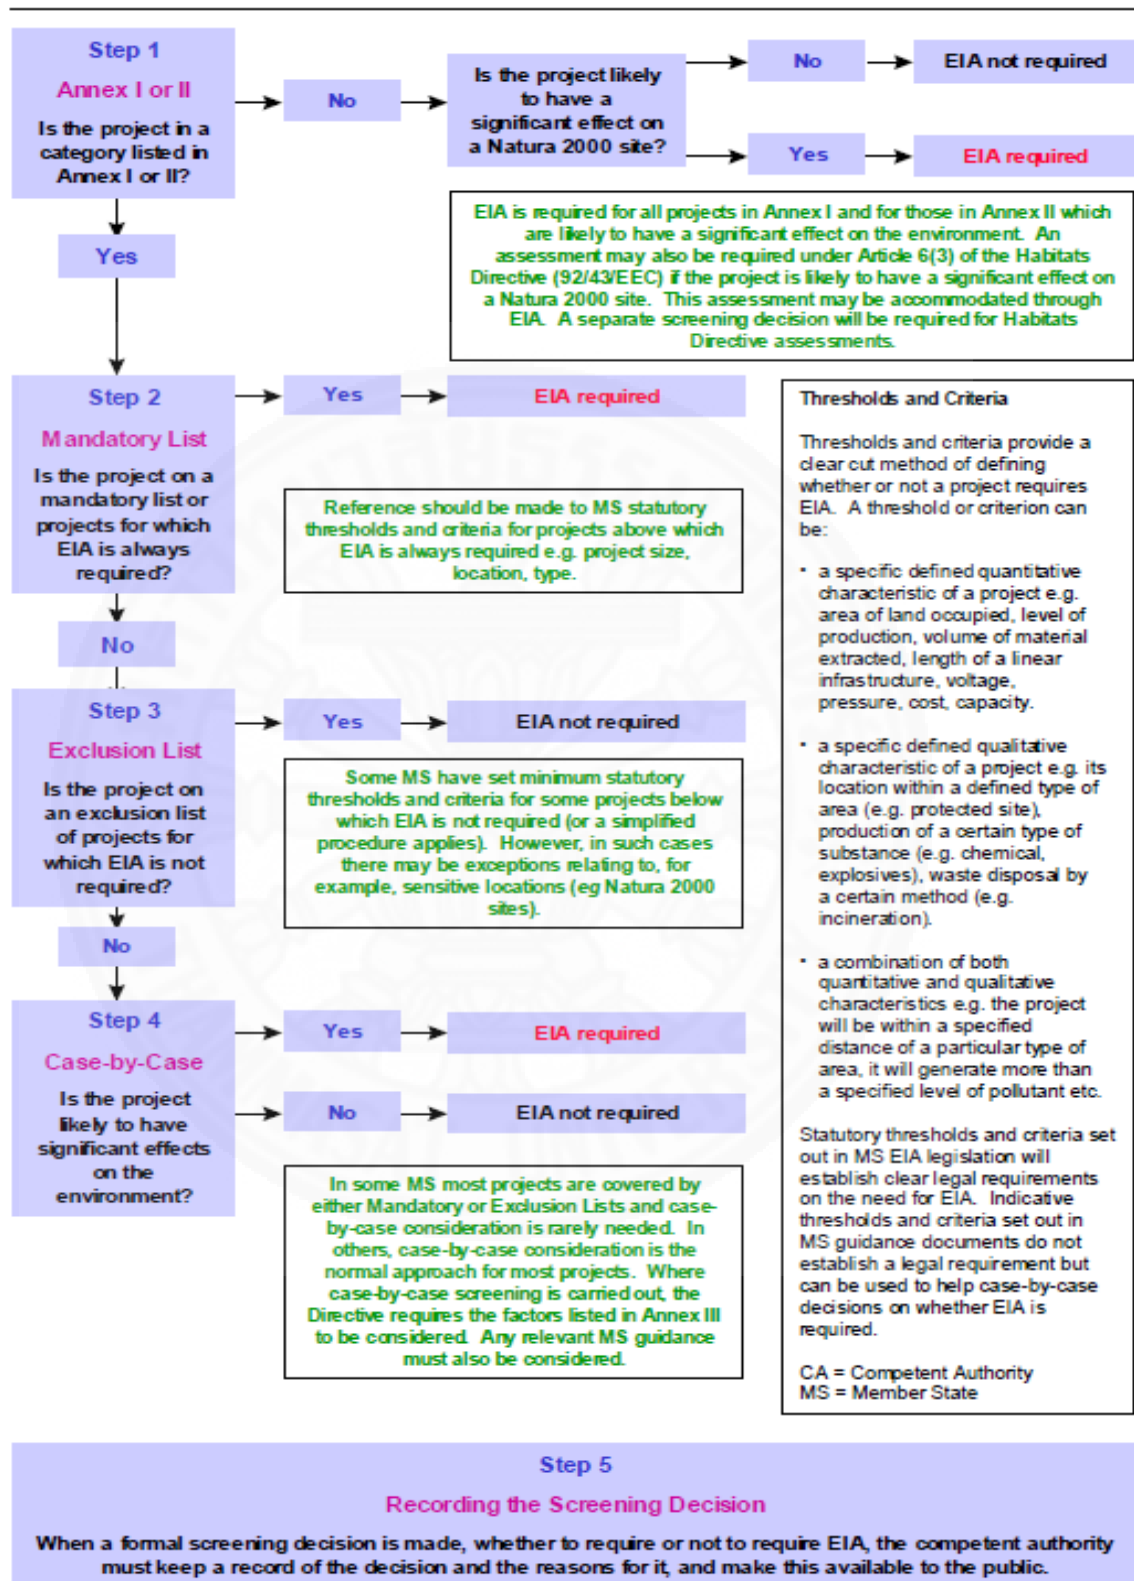 Step 1
Annex I or II
Is the project in a
category listed in
Annex I or II?
No
Is the project likely
to have a
significant effect on
a Natura 2000 site?
No
EIA not required
Yes
EIA required
EIA is required for all projects in Annex I and for those in Annex II which
are likely to have a significant effect on the environment. An
assessment may also be required under Article 6(3) of the Habitats
Directive (92/43/EEC) if the project is likely to have a significant effect on
a Natura 2000 site. This assessment may be accommodated through
EIA. A separate screening decision will be required for Habitats
Directive assessments.
Yes
Step 2
Mandatory List
Is the project on a
mandatory list or
projects for which
EIA is always
required?
Yes
EIA required
Reference should be made to MS statutory
thresholds and criteria for projects above which
EIA is always required e.g. project size,
location, type.
No
Step 3
Exclusion List
Is the project on
an exclusion list
of projects for
which EIA is not
required?
Yes
EIA not required
Some MS have set minimum statutory
thresholds and criteria for some projects below
which EIA is not required (or a simplified
procedure applies). However, in such cases
there may be exceptions relating to, for
example, sensitive locations (eg Natura 2000
sites).
No
Step 4
Case-by-Case
Is the project
likely to have
significant effects
on the
environment?
Yes
EIA required
No
EIA not required
In some MS most projects are covered by
either Mandatory or Exclusion Lists and case-
by-case consideration is rarely needed. In
others, case-by-case consideration is the
normal approach for most projects. Where
case-by-case screening is carried out, the
Directive requires the factors listed in Annex III
to be considered. Any relevant MS guidance
must also be considered.
Thresholds and Criteria
Thresholds and criteria provide a
clear cut method of defining
whether or not a project requires
EIA. A threshold or criterion can
be:
• a specific defined quantitative
characteristic of a project e.g.
area of land occupied, level of
production, volume of material
extracted, length of a linear
infrastructure, voltage,
pressure, cost, capacity.
• a specific defined qualitative
characteristic of a project e.g. its
location within a defined type of
area (e.g. protected site),
production of a certain type of
substance (e.g. chemical,
explosives), waste disposal by
a certain method (e.g.
incineration).
• a combination of both
quantitative and qualitative
characteristics e.g. the project
will be within a specified
distance of a particular type of
area, it will generate more than
a specified level of pollutant etc.
Statutory thresholds and criteria set
out in MS EIA legislation will
establish clear legal requirements
on the need for EIA. Indicative
thresholds and criteria set out in
MS guidance documents do not
establish a legal requirement but
can be used to help case-by-case
decisions on whether EIA is
required.
CA = Competent Authority
MS = Member State
Step 5
Recording the Screening Decision
When a formal screening decision is made, whether to require or not to require EIA, the competent authority
must keep a record of the decision and the reasons for it, and make this available to the public.